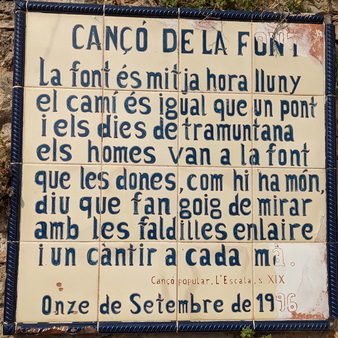 CANÇÓ DE LA FONT
La font és mitja hora lluny
el camí és igual que un pont
i els dies de tramuntana
els homes van a la font
que les dones, com hi ha món,
diu que fan goig de mirar
amb les faldilles enlaire
i un càntir a cada mà.
Cançó popular, L'Escala, s. XIX
Onze de Setembre de 1996